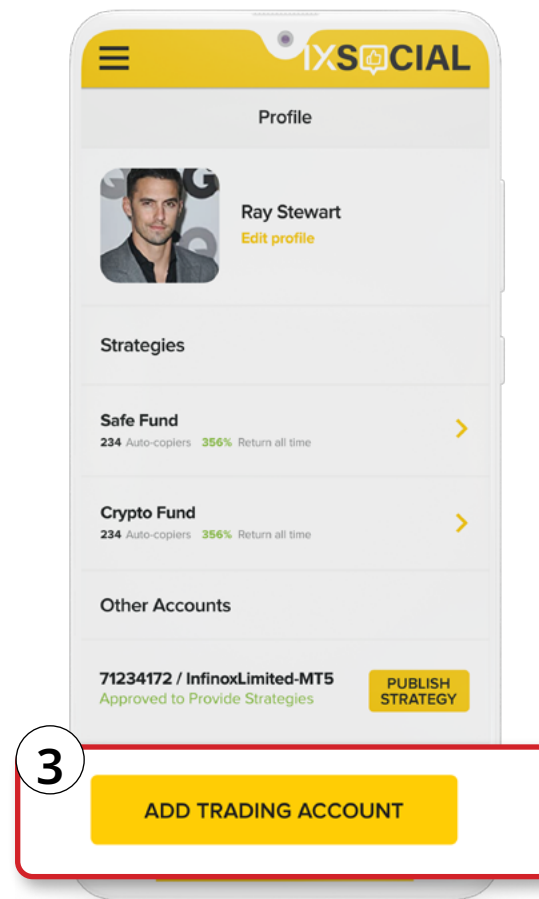 IXSOCIAL
Profile
GQ
Ray Stewart
Edit profile
Strategies
Safe Fund
234 Auto-copiers 356% Return all time
Crypto Fund
234 Auto-copiers 356% Return all time
Other Accounts
71234172 / InfinoxLimited-MT5
Approved to Provide Strategies
PUBLISH
STRATEGY
3
ADD TRADING ACCOUNT